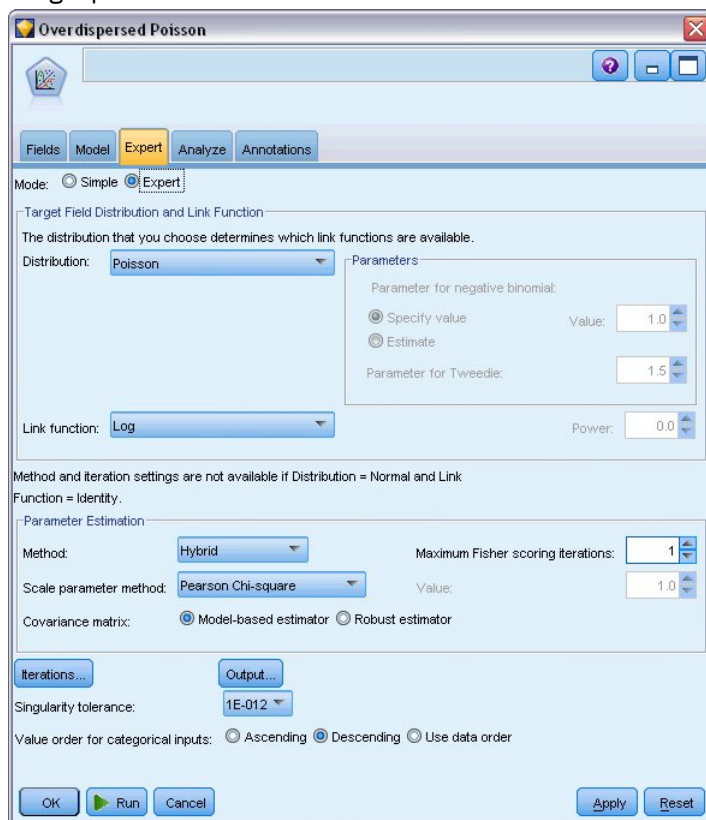 Overdispersed Poisson
Fields Model Expert Analyze Annotations
Mode: Simple Expert
Target Field Distribution and Link Function
The distribution that you choose determines which link functions are available.
Distribution: Poisson
Parameters
Parameter for negative binomial:
Specify value Value: 1.0
Estimate
Parameter for Tweedie: 1.5
Link function: Log Power: 0.0
Method and iteration settings are not available if Distribution = Normal and Link
Function = Identity.
Parameter Estimation
Method: Hybrid Maximum Fisher scoring iterations: 1
Scale parameter method: Pearson Chi-square Value: 1.0
Covariance matrix: Model-based estimator Robust estimator
Iterations... Output...
Singularity tolerance: 1E-012
Value order for categorical inputs: Ascending Descending Use data order
OK Run Cancel Apply Reset